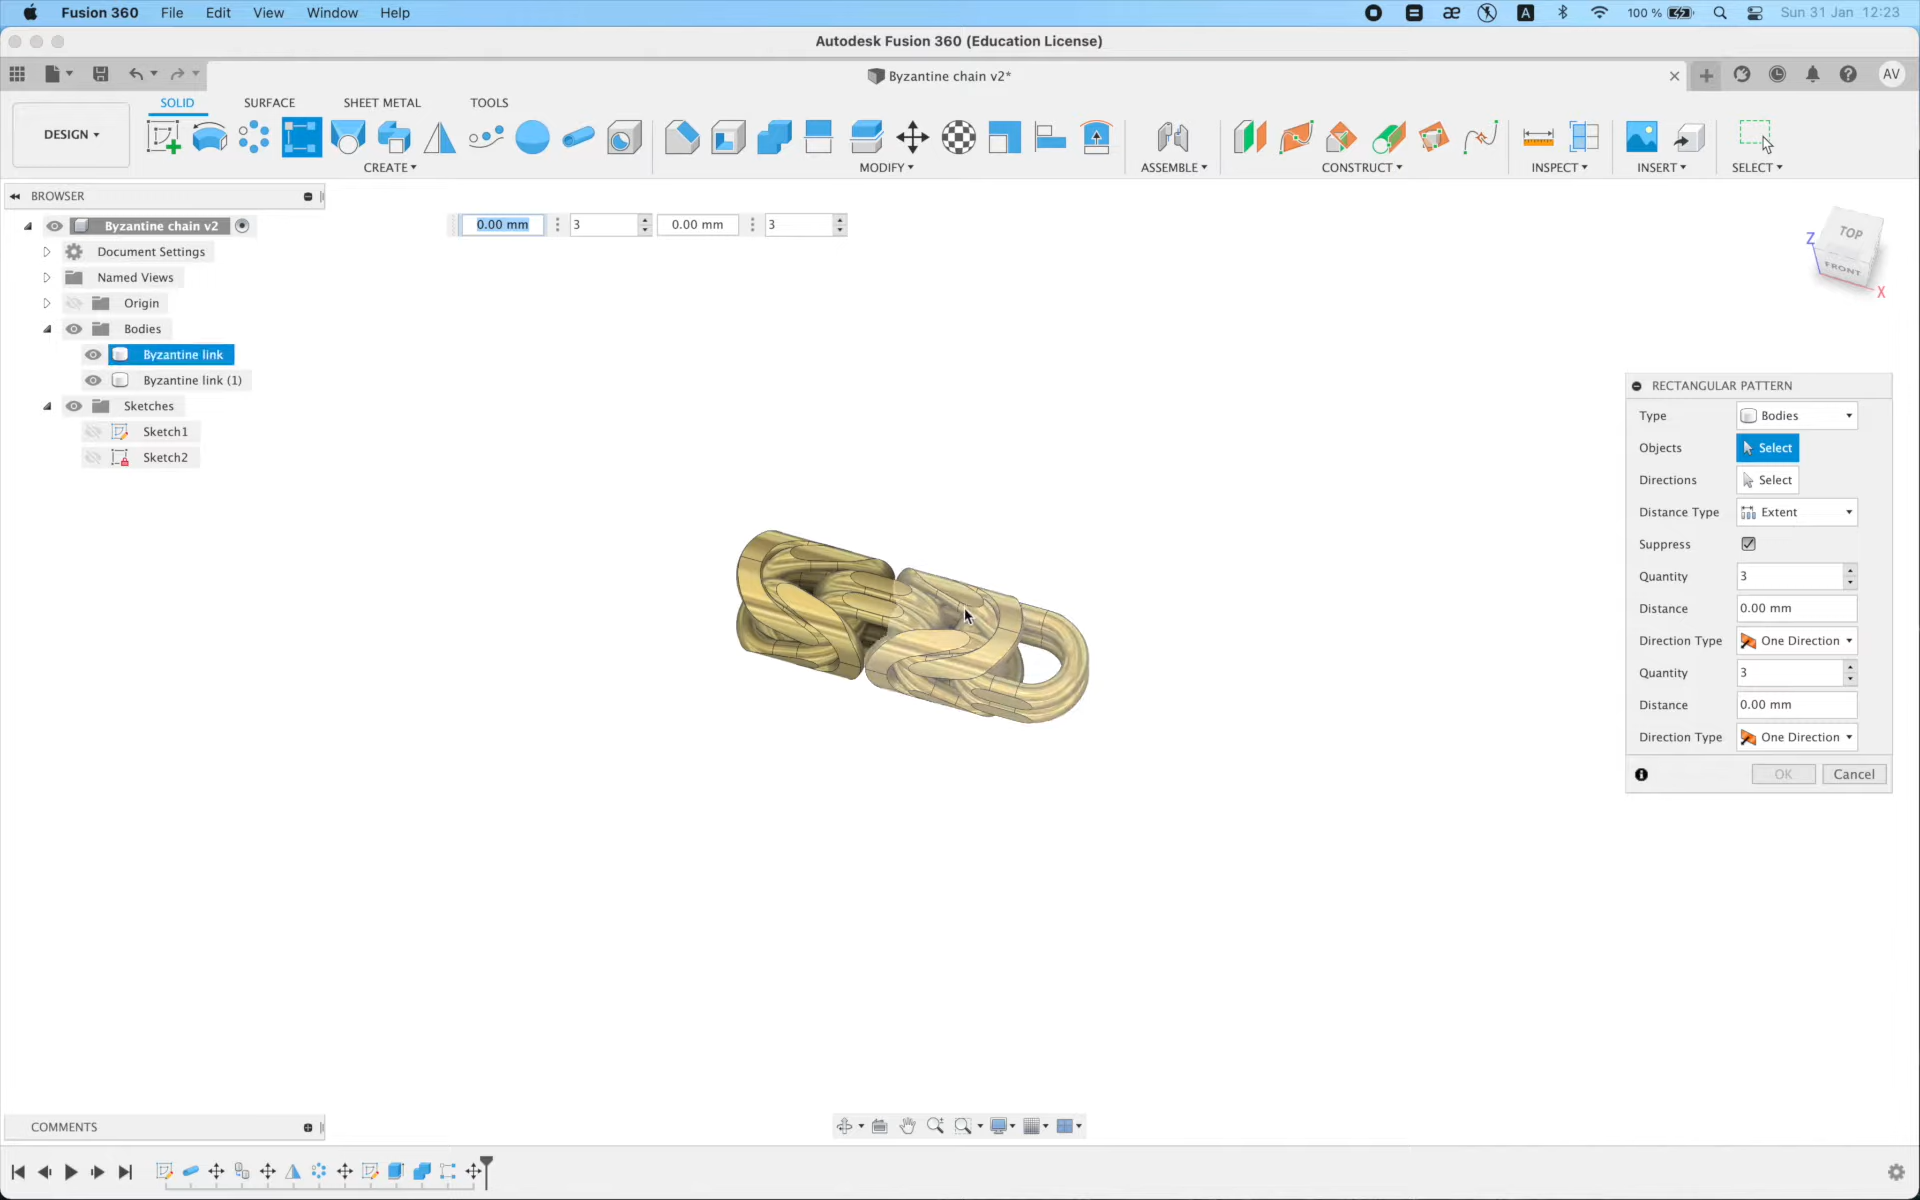 Fusion 360 File Edit View Window Help æ A 100 % Sun 31 Jan 12:23
Autodesk Fusion 360 (Education License)
Byzantine chain v2* AV
SOLID SURFACE SHEET METAL TOOLS
DESIGN
CREATE MODIFY ASSEMBLE CONSTRUCT INSPECT INSERT SELECT
BROWSER
Byzantine chain v2
Document Settings
Named Views
Origin
Bodies
Byzantine link
Byzantine link (1)
Sketches
Sketch1
Sketch2
0.00 mm 3 0.00 mm 3
TOP
FRONT
Z
X
RECTANGULAR PATTERN
Type Bodies
Objects Select
Directions Select
Distance Type Extent
Suppress
Quantity 3
Distance 0.00 mm
Direction Type One Direction
Quantity 3
Distance 0.00 mm
Direction Type One Direction
OK Cancel
COMMENTS